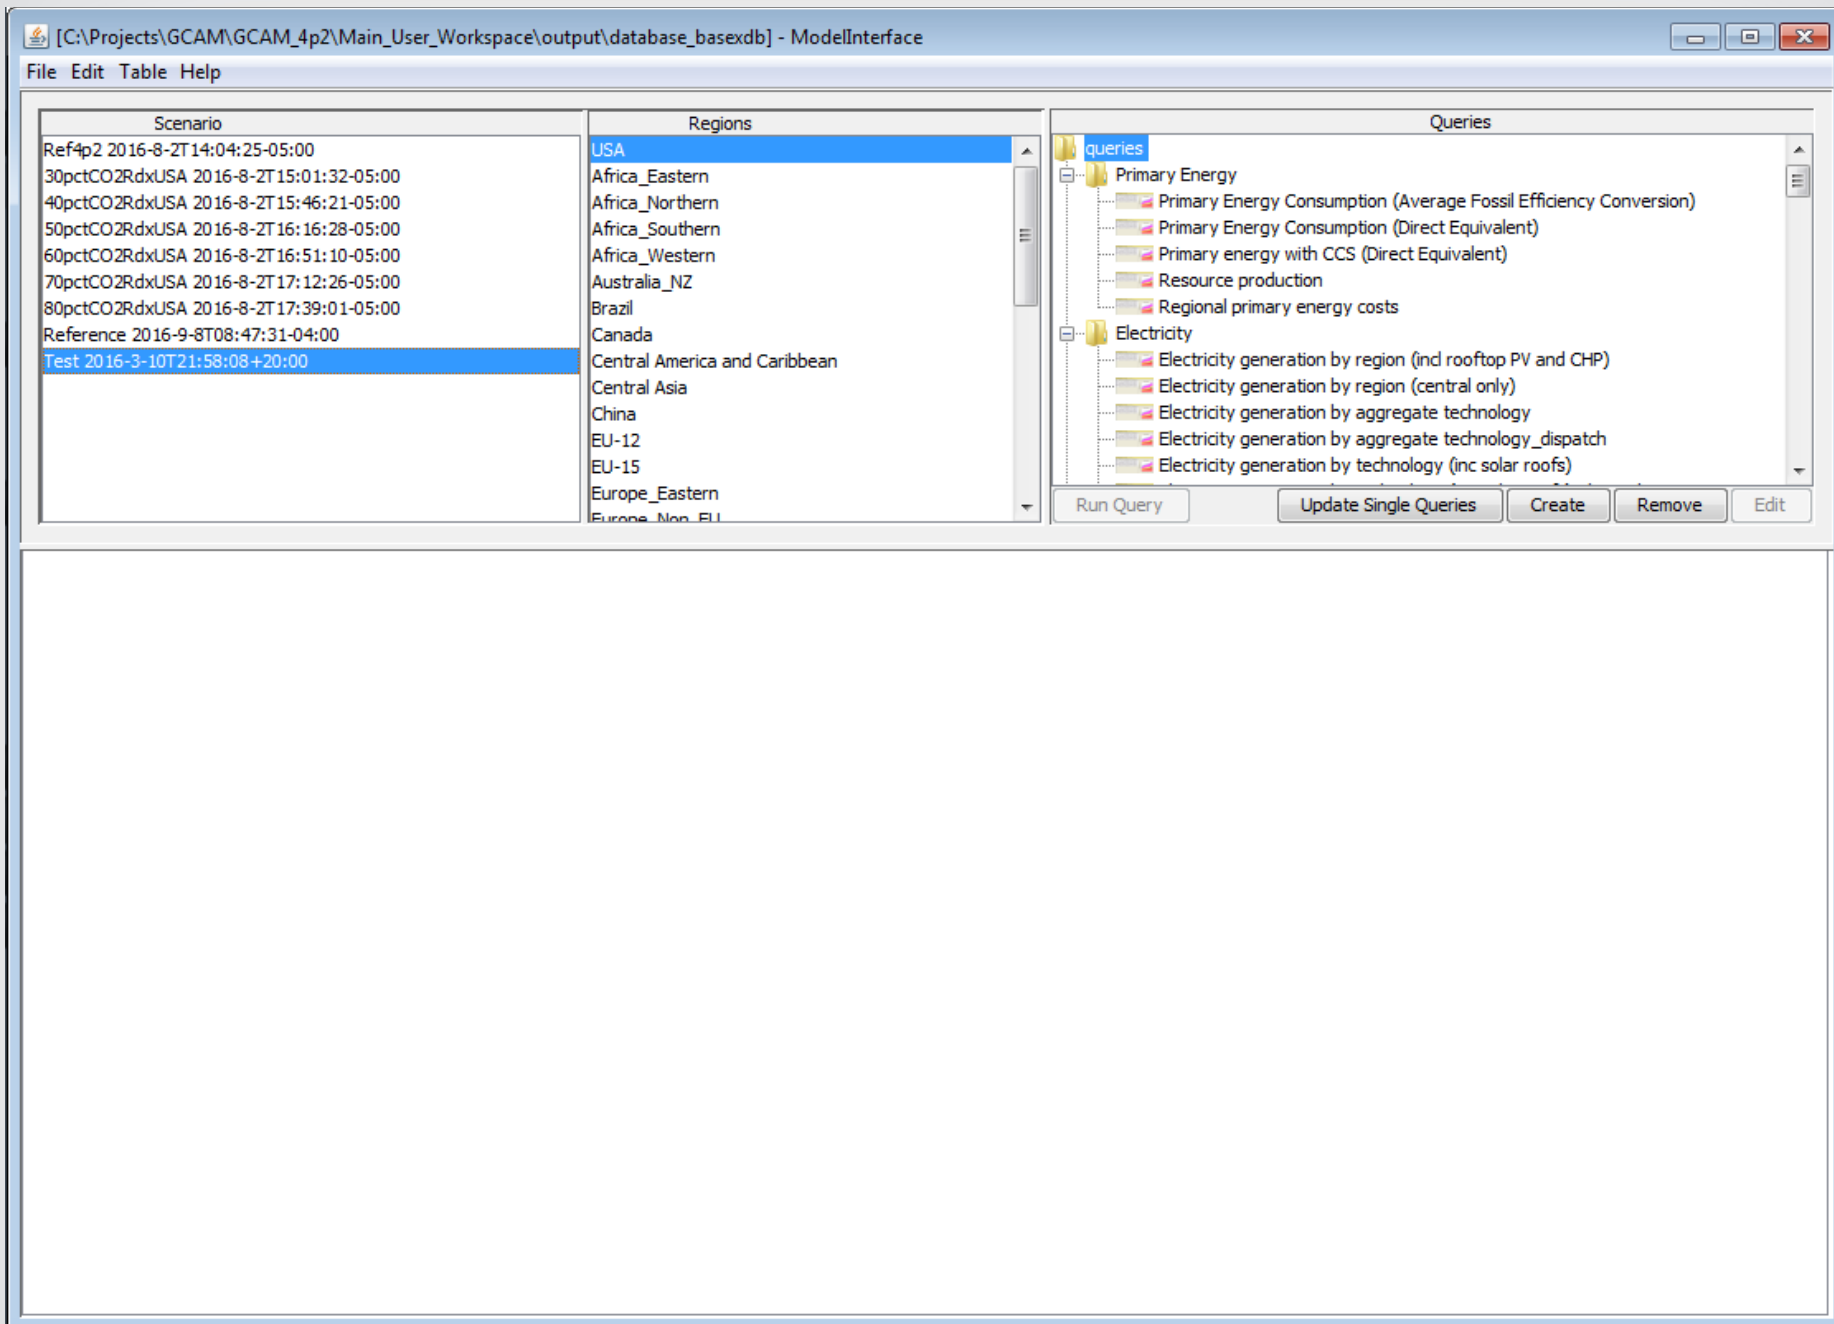 [C:\Projects\GCAM\GCAM_4p2\Main_User_Workspace\output\database_basexdb] - ModelInterface
File Edit Table Help
Scenario
Ref4p2 2016-8-2T14:04:25-05:00
30pctCO2RdxUSA 2016-8-2T15:01:32-05:00
40pctCO2RdxUSA 2016-8-2T15:46:21-05:00
50pctCO2RdxUSA 2016-8-2T16:16:28-05:00
60pctCO2RdxUSA 2016-8-2T16:51:10-05:00
70pctCO2RdxUSA 2016-8-2T17:12:26-05:00
80pctCO2RdxUSA 2016-8-2T17:39:01-05:00
Reference 2016-9-8T08:47:31-04:00
Test 2016-3-10T21:58:08+20:00
Regions
USA
Africa_Eastern
Africa_Northern
Africa_Southern
Africa_Western
Australia_NZ
Brazil
Canada
Central America and Caribbean
Central Asia
China
EU-12
EU-15
Europe_Eastern
Europe_Non_EU
Queries
queries
Primary Energy
Primary Energy Consumption (Average Fossil Efficiency Conversion)
Primary Energy Consumption (Direct Equivalent)
Primary energy with CCS (Direct Equivalent)
Resource production
Regional primary energy costs
Electricity
Electricity generation by region (incl rooftop PV and CHP)
Electricity generation by region (central only)
Electricity generation by aggregate technology
Electricity generation by aggregate technology_dispatch
Electricity generation by technology (inc solar roofs)
Run Query
Update Single Queries
Create
Remove
Edit